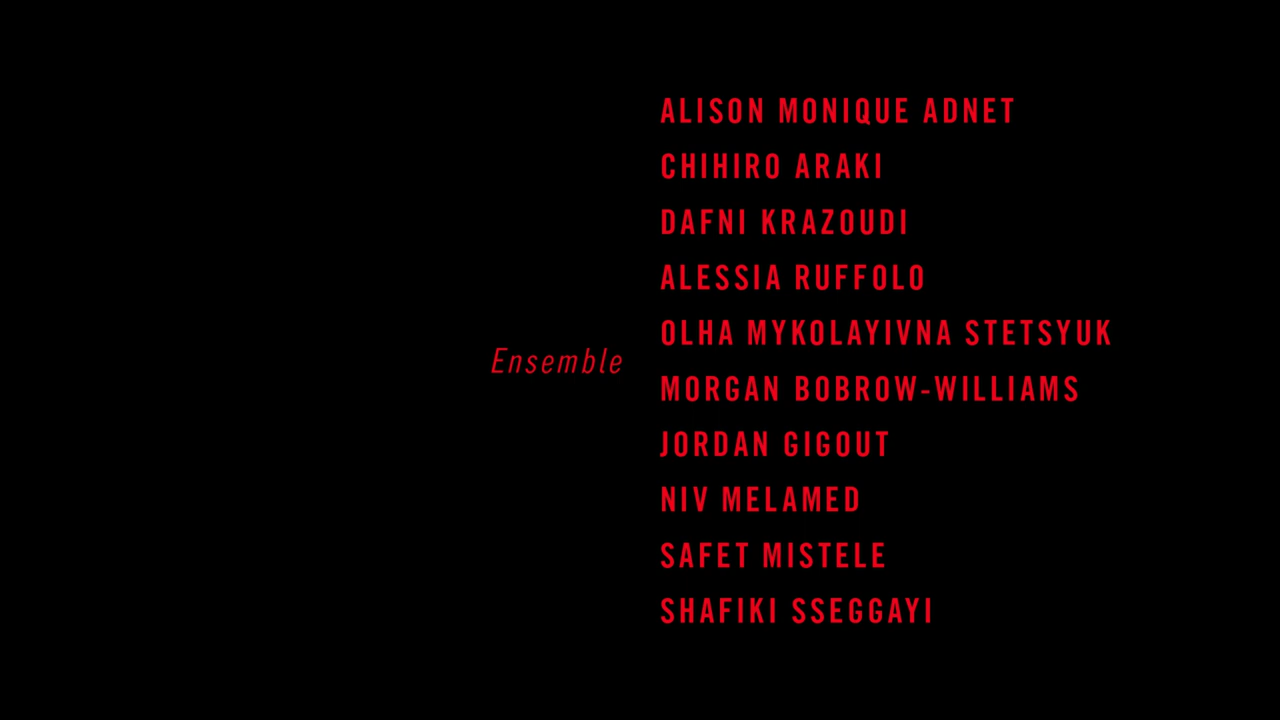 Ensemble
ALISON MONIQUE ADNET
CHIHIRO ARAKI
DAFNI KRAZOUDI
ALESSIA RUFFOLO
OLHA MYKOLAYIVNA STETSYUK
MORGAN BOBROW-WILLIAMS
JORDAN GIGOUT
NIV MELAMED
SAFET MISTELE
SHAFIKI SSEGGAYI